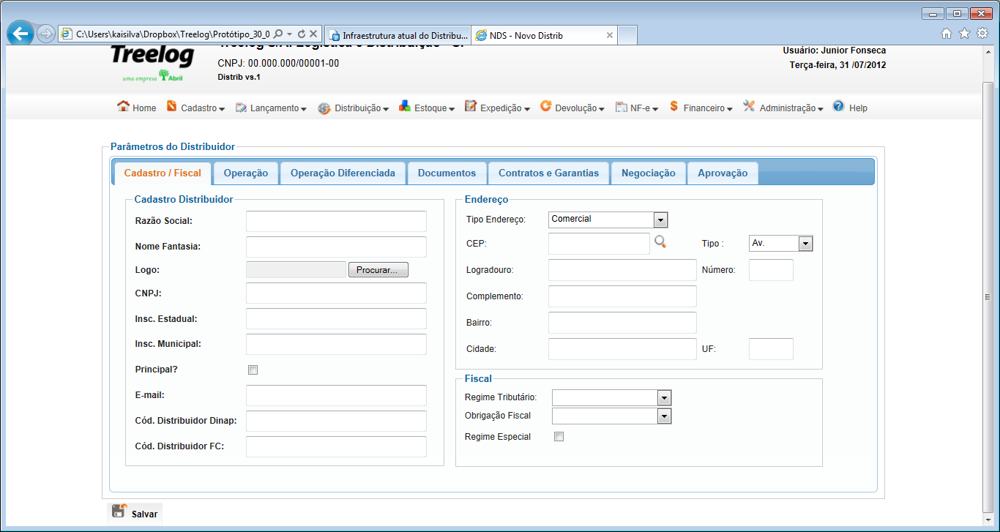 C:\Users\kaisilva\Dropbox\Treelog\Protótipo_30_0
Infraestrutura atual do Distribu...
NDS - Novo Distrib
Treelog
uma empresa Abril
Treelog S/A. Logística e Distribuição - SP
CNPJ: 00.000.000/00001-00
Distrib vs.1
Usuário: Junior Fonseca
Terça-feira, 31 /07/2012
Home Cadastro Lançamento Distribuição Estoque Expedição Devolução NF-e Financeiro Administração Help
Parâmetros do Distribuidor
Cadastro / Fiscal Operação Operação Diferenciada Documentos Contratos e Garantias Negociação Aprovação
Cadastro Distribuidor
Razão Social:
Nome Fantasia:
Logo: Procurar...
CNPJ:
Insc. Estadual:
Insc. Municipal:
Principal?
E-mail:
Cód. Distribuidor Dinap:
Cód. Distribuidor FC:
Endereço
Tipo Endereço: Comercial
CEP: Tipo : Av.
Logradouro: Número:
Complemento:
Bairro:
Cidade: UF:
Fiscal
Regime Tributário:
Obrigação Fiscal
Regime Especial
Salvar